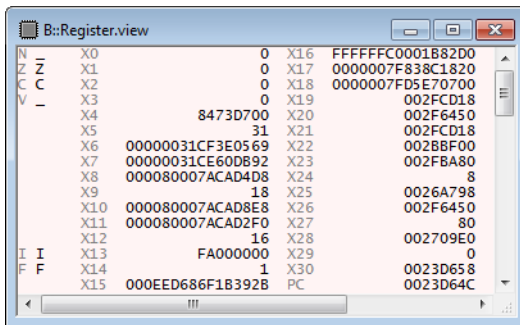 B::Register.view
N _ X0 0 X16 FFFFFFC0001B82D0
Z Z X1 0 X17 0000007F838C1820
C C X2 0 X18 0000007FD5E70700
V _ X3 0 X19 002FCD18
X4 8473D700 X20 002F6450
X5 31 X21 002FCD18
X6 00000031CF3E0569 X22 002BBF00
X7 00000031CE60DB92 X23 002FBA80
X8 000080007ACAD4D8 X24 8
X9 18 X25 0026A798
X10 000080007ACAD8E8 X26 002F6450
X11 000080007ACAD2F0 X27 80
X12 16 X28 002709E0
I I X13 FA000000 X29 0
F F X14 1 X30 0023D658
X15 000EED686F1B392B PC 0023D64C